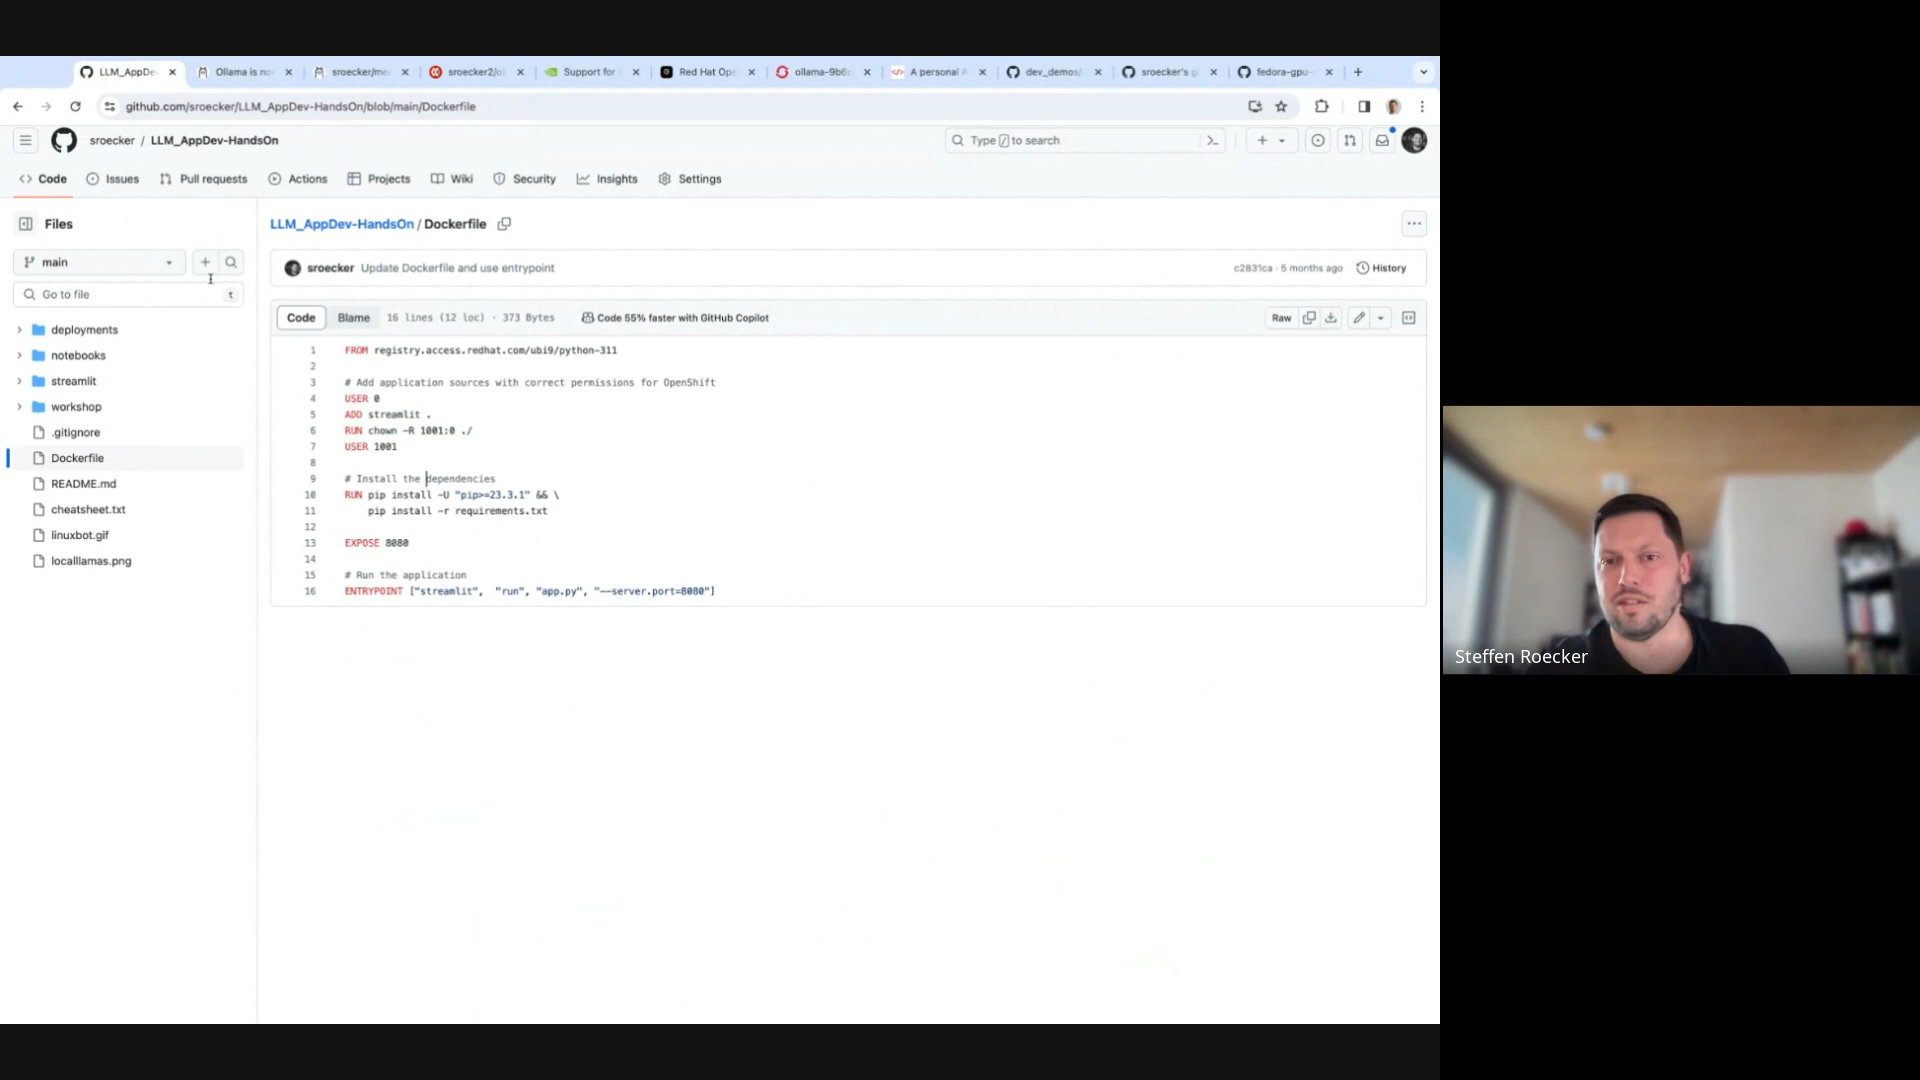 LLM_AppDe
Ollama is no
sroecker/me
sroecker2/o
Support for
Red Hat Ope
ollama-9b6c
A personal A
dev_demos/
sroecker's g
fedora-gpu-
github.com/sroecker/LLM_AppDev-HandsOn/blob/main/Dockerfile
sroecker / LLM_AppDev-HandsOn
Type / to search
Code Issues Pull requests Actions Projects Wiki Security Insights Settings
Files
LLM_AppDev-HandsOn / Dockerfile
main
sroecker Update Dockerfile and use entrypoint
c2831ca · 5 months ago History
Go to file t
Code Blame 16 lines (12 loc) · 373 Bytes Code 55% faster with GitHub Copilot
Raw
deployments
notebooks
streamlit
workshop
.gitignore
Dockerfile
README.md
cheatsheet.txt
linuxbot.gif
localllamas.png
1 FROM registry.access.redhat.com/ubi9/python-311
2
3 # Add application sources with correct permissions for OpenShift
4 USER 0
5 ADD streamlit .
6 RUN chown -R 1001:0 ./
7 USER 1001
8
9 # Install the dependencies
10 RUN pip install -U "pip>=23.3.1" && \
11 pip install -r requirements.txt
12
13 EXPOSE 8080
14
15 # Run the application
16 ENTRYPOINT ["streamlit", "run", "app.py", "--server.port=8080"]
Steffen Roecker